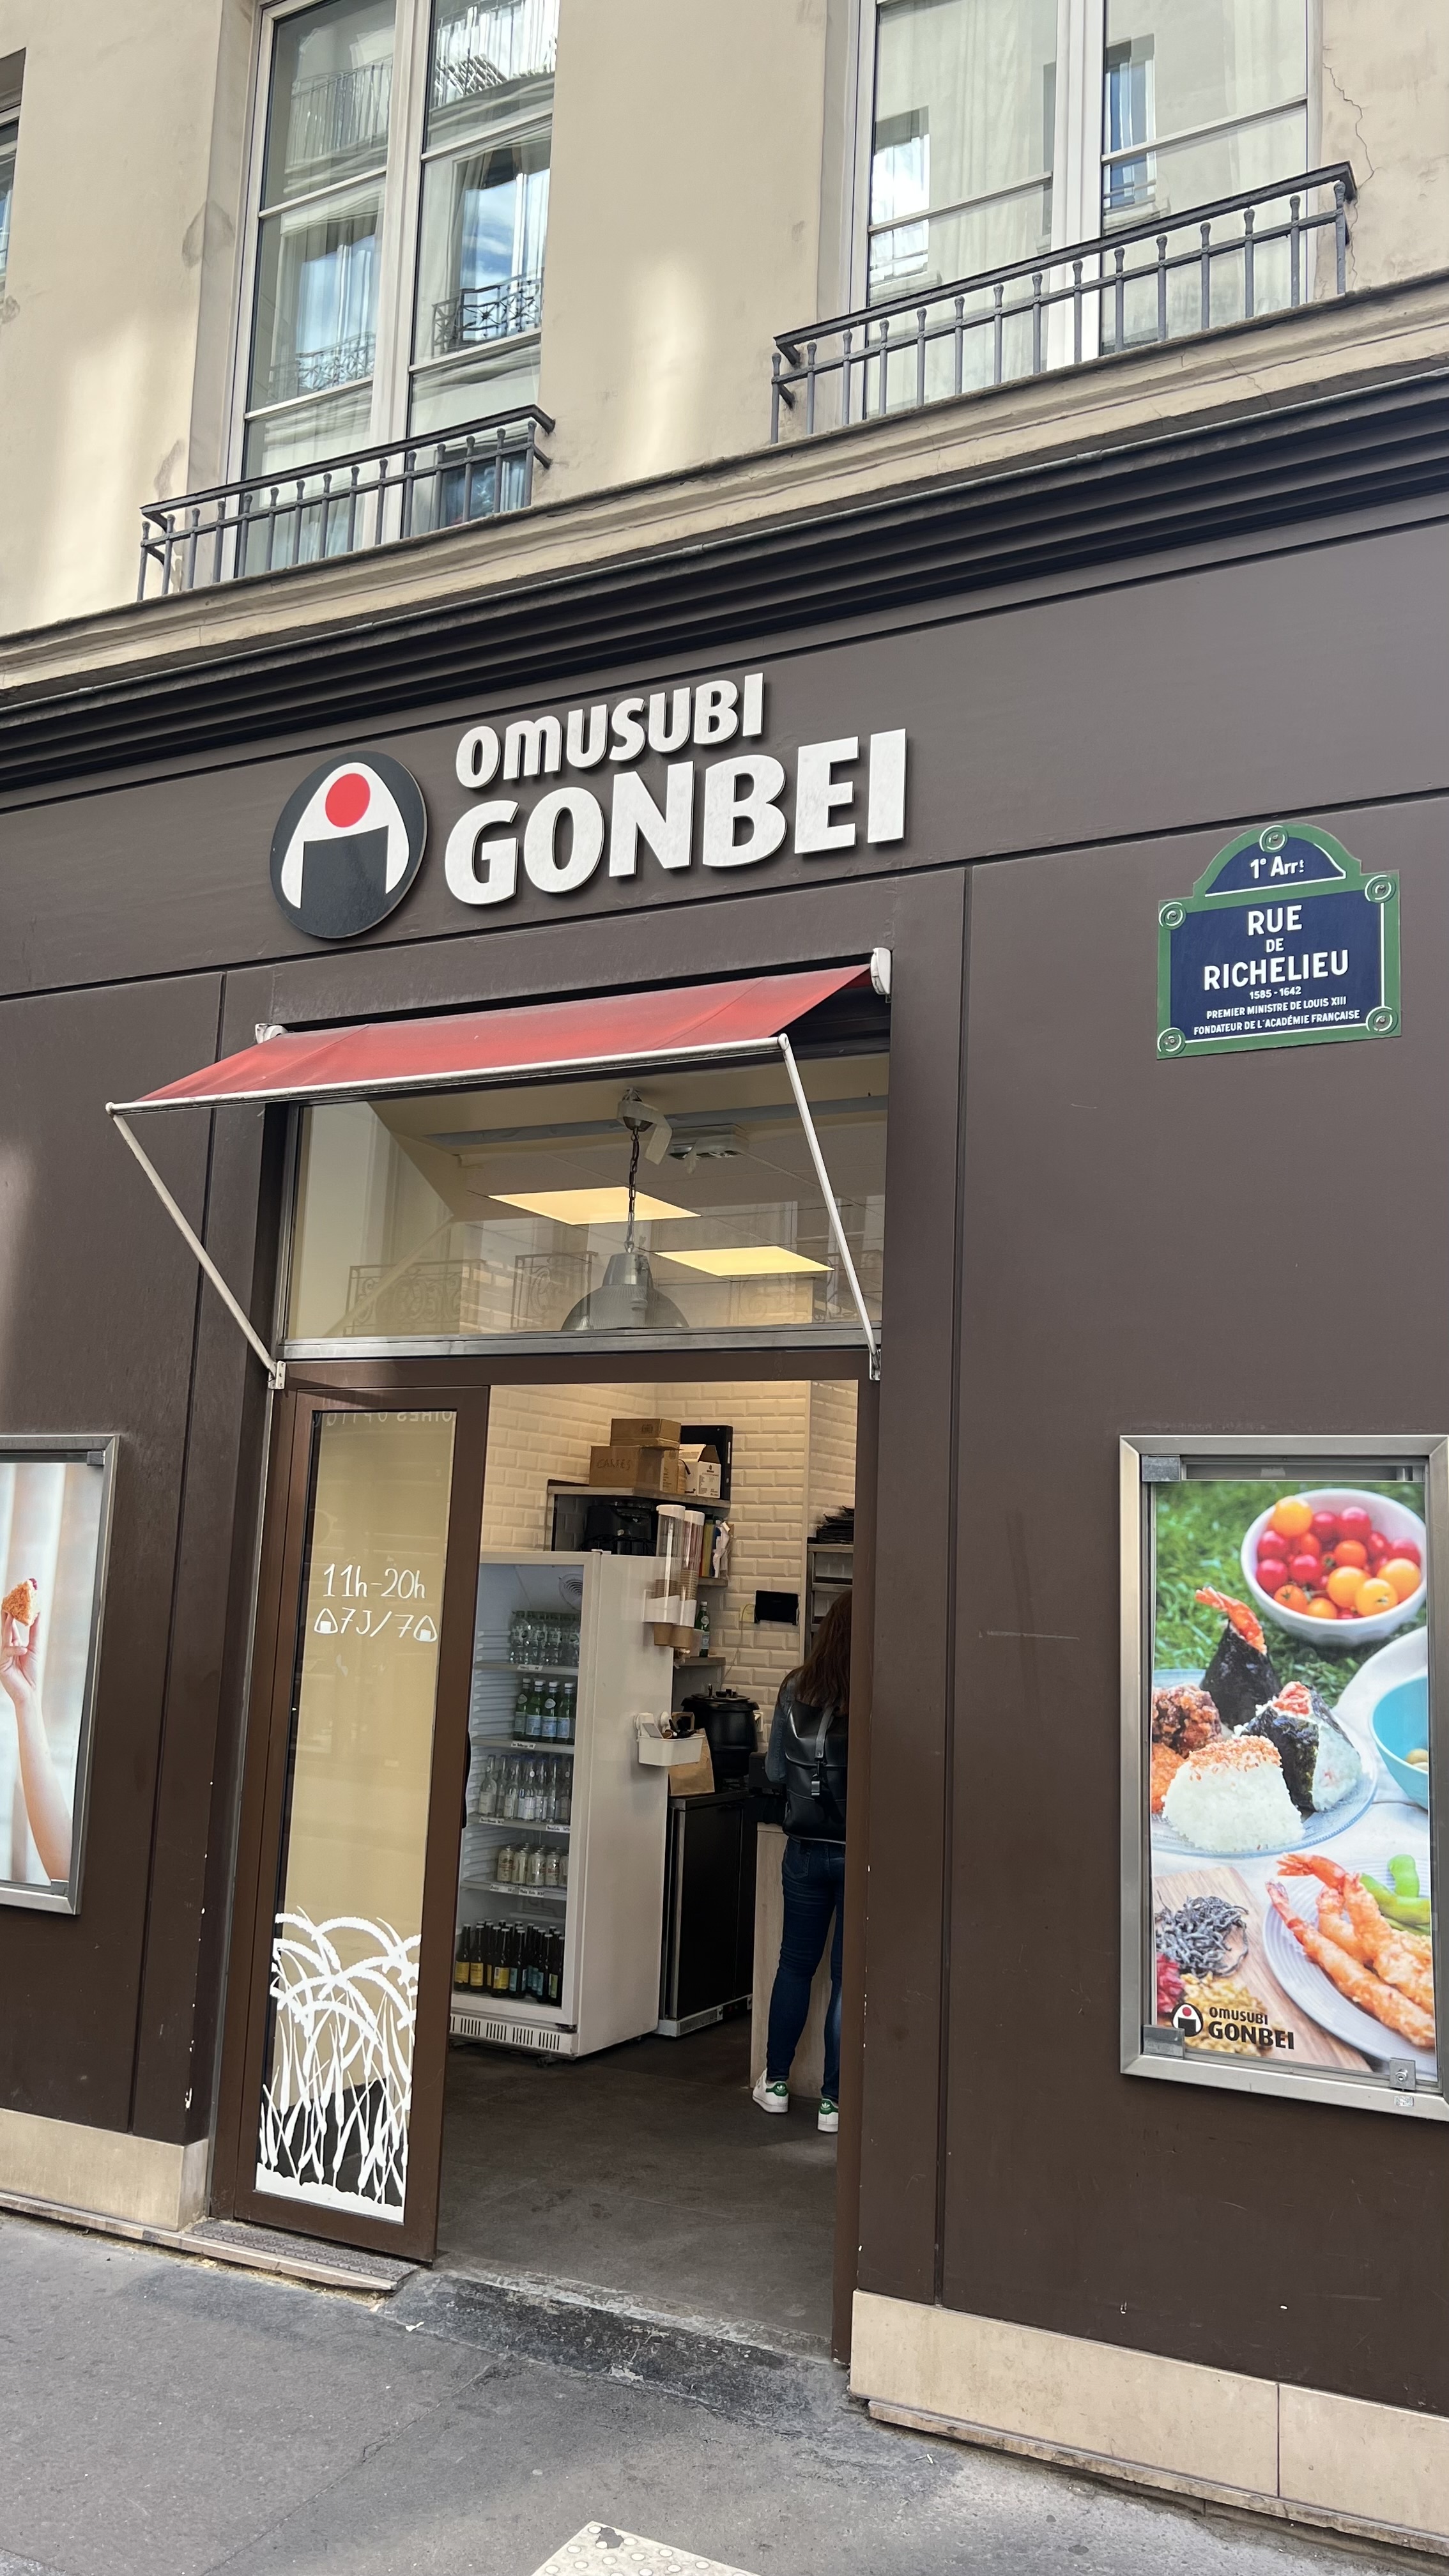 OMUSUBI
GONBEI
1er Arrt
RUE
DE
RICHELIEU
1585 - 1642
PREMIER MINISTRE DE LOUIS XIII
FONDATEUR DE L'ACADÉMIE FRANÇAISE
11h-20h
7J/7
OMUSUBI
GONBEI